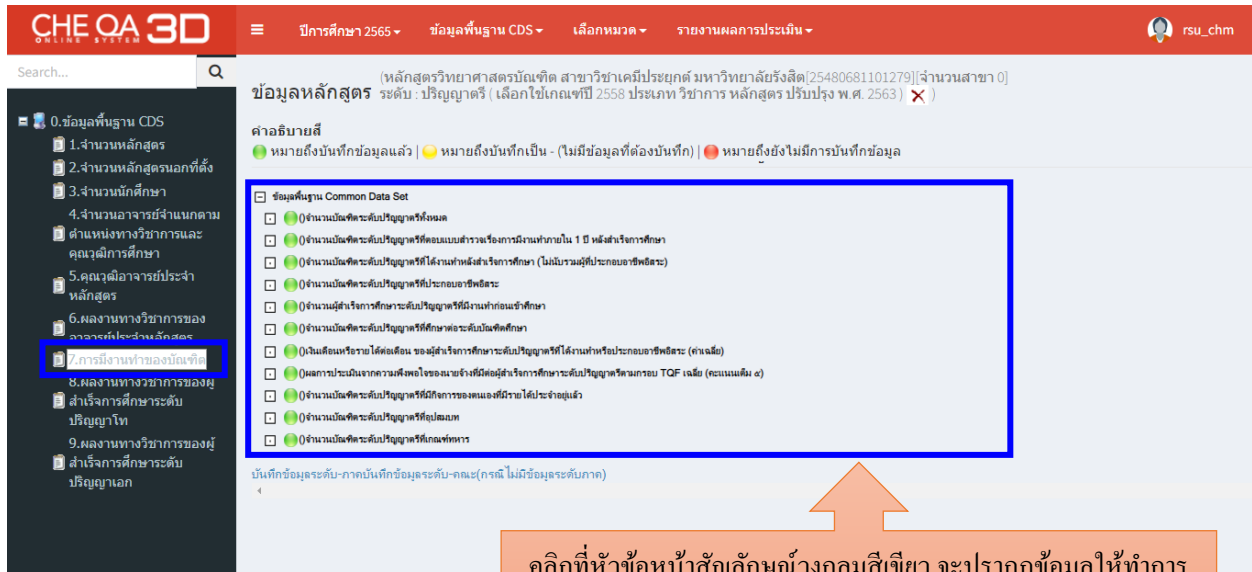 CHE QA 3D
ONLINE SYSTEM
ปีการศึกษา 2565
ข้อมูลพื้นฐาน CDS
เลือกหมวด
รายงานผลการประเมิน
rsu_chm
Search...
0.ข้อมูลพื้นฐาน CDS
1.จำนวนหลักสูตร
2.จำนวนหลักสูตรนอกที่ตั้ง
3.จำนวนนักศึกษา
4.จำนวนอาจารย์จำแนกตาม
ตำแหน่งทางวิชาการและ
คุณวุฒิการศึกษา
5.คุณวุฒิอาจารย์ประจำ
หลักสูตร
6.ผลงานทางวิชาการของ
อาจารย์ประจำหลักสูตร
7.การมีงานทำของบัณฑิต
8.ผลงานทางวิชาการของผู้
สำเร็จการศึกษาระดับ
ปริญญาโท
9.ผลงานทางวิชาการของผู้
สำเร็จการศึกษาระดับ
ปริญญาเอก
(หลักสูตรวิทยาศาสตรบัณฑิต สาขาวิชาเคมีประยุกต์ มหาวิทยาลัยรังสิต[25480681101279][จำนวนสาขา 0]
ข้อมูลหลักสูตร ระดับ : ปริญญาตรี ( เลือกใช้เกณฑ์ปี 2558 ประเภท วิชาการ หลักสูตร ปรับปรุง พ.ศ. 2563 ) )
คำอธิบายสี
หมายถึงบันทึกข้อมูลแล้ว | หมายถึงบันทึกเป็น - (ไม่มีข้อมูลที่ต้องบันทึก) | หมายถึงยังไม่มีการบันทึกข้อมูล
ข้อมูลพื้นฐาน Common Data Set
()จำนวนบัณฑิตระดับปริญญาตรีทั้งหมด
()จำนวนบัณฑิตระดับปริญญาตรีที่ตอบแบบสำรวจเรื่องการมีงานทำภายใน 1 ปี หลังสำเร็จการศึกษา
()จำนวนบัณฑิตระดับปริญญาตรีที่ได้งานทำหลังสำเร็จการศึกษา (ไม่นับรวมผู้ที่ประกอบอาชีพอิสระ)
()จำนวนบัณฑิตระดับปริญญาตรีที่ประกอบอาชีพอิสระ
()จำนวนผู้สำเร็จการศึกษาระดับปริญญาตรีที่มีงานทำก่อนเข้าศึกษา
()จำนวนบัณฑิตระดับปริญญาตรีที่ศึกษาต่อระดับบัณฑิตศึกษา
()เงินเดือนหรือรายได้ต่อเดือน ของผู้สำเร็จการศึกษาระดับปริญญาตรีที่ได้งานทำหรือประกอบอาชีพอิสระ (ค่าเฉลี่ย)
()ผลการประเมินจากความพึงพอใจของนายจ้างที่มีต่อผู้สำเร็จการศึกษาระดับปริญญาตรีตามกรอบ TQF เฉลี่ย (คะแนนเต็ม ๕)
()จำนวนบัณฑิตระดับปริญญาตรีที่มีกิจการของตนเองที่มีรายได้ประจำอยู่แล้ว
()จำนวนบัณฑิตระดับปริญญาตรีที่อุปสมบท
()จำนวนบัณฑิตระดับปริญญาตรีที่เกณฑ์ทหาร
บันทึกข้อมูลระดับ-ภาคบันทึกข้อมูลระดับ-คณะ(กรณีไม่มีข้อมูลระดับภาค)
คลิกที่หัวข้อหน้าสัญลักษณ์วงกลมสีเขียว จะปรากฏข้อมูลให้ทำการ